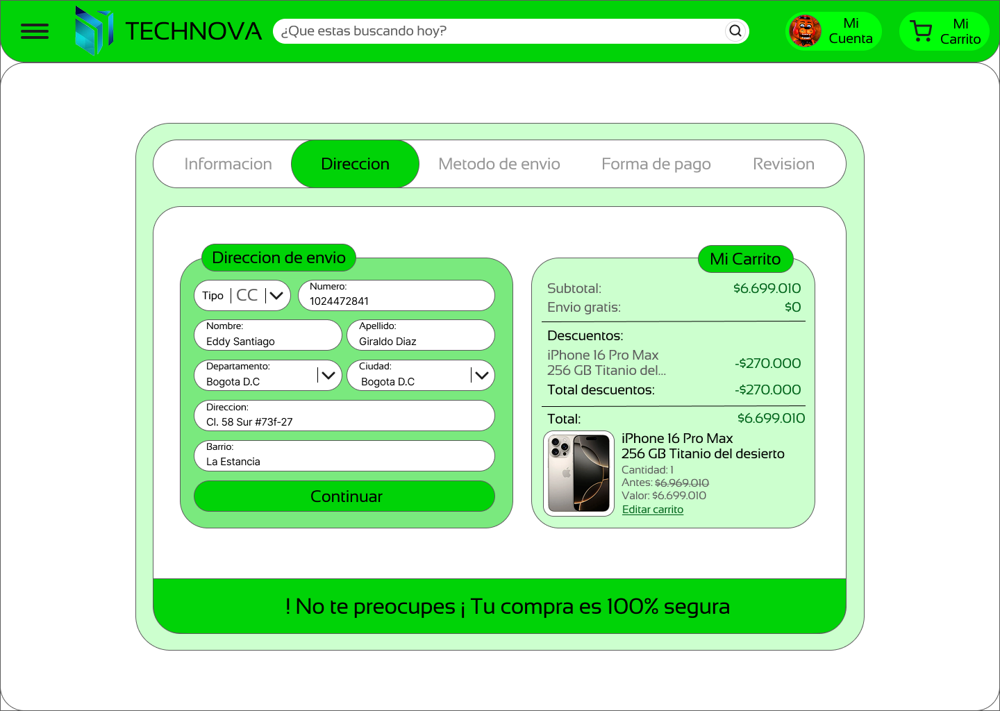 TECHNOVA
¿Que estas buscando hoy?
Mi
Cuenta
Mi
Carrito
Informacion
Direccion
Metodo de envio
Forma de pago
Revision
Direccion de envio
Tipo
CC
Numero:
1024472841
Nombre:
Eddy Santiago
Apellido:
Giraldo Diaz
Departamento:
Bogota D.C
Ciudad:
Bogota D.C
Direccion:
Cl. 58 Sur #73f-27
Barrio:
La Estancia
Continuar
Mi Carrito
Subtotal: $6.699.010
Envio gratis: $0
Descuentos:
iPhone 16 Pro Max
256 GB Titanio del...
-$270.000
Total descuentos: -$270.000
Total: $6.699.010
iPhone 16 Pro Max
256 GB Titanio del desierto
Cantidad: 1
Antes: $6.969.010
Valor: $6.699.010
Editar carrito
! No te preocupes ¡ Tu compra es 100% segura